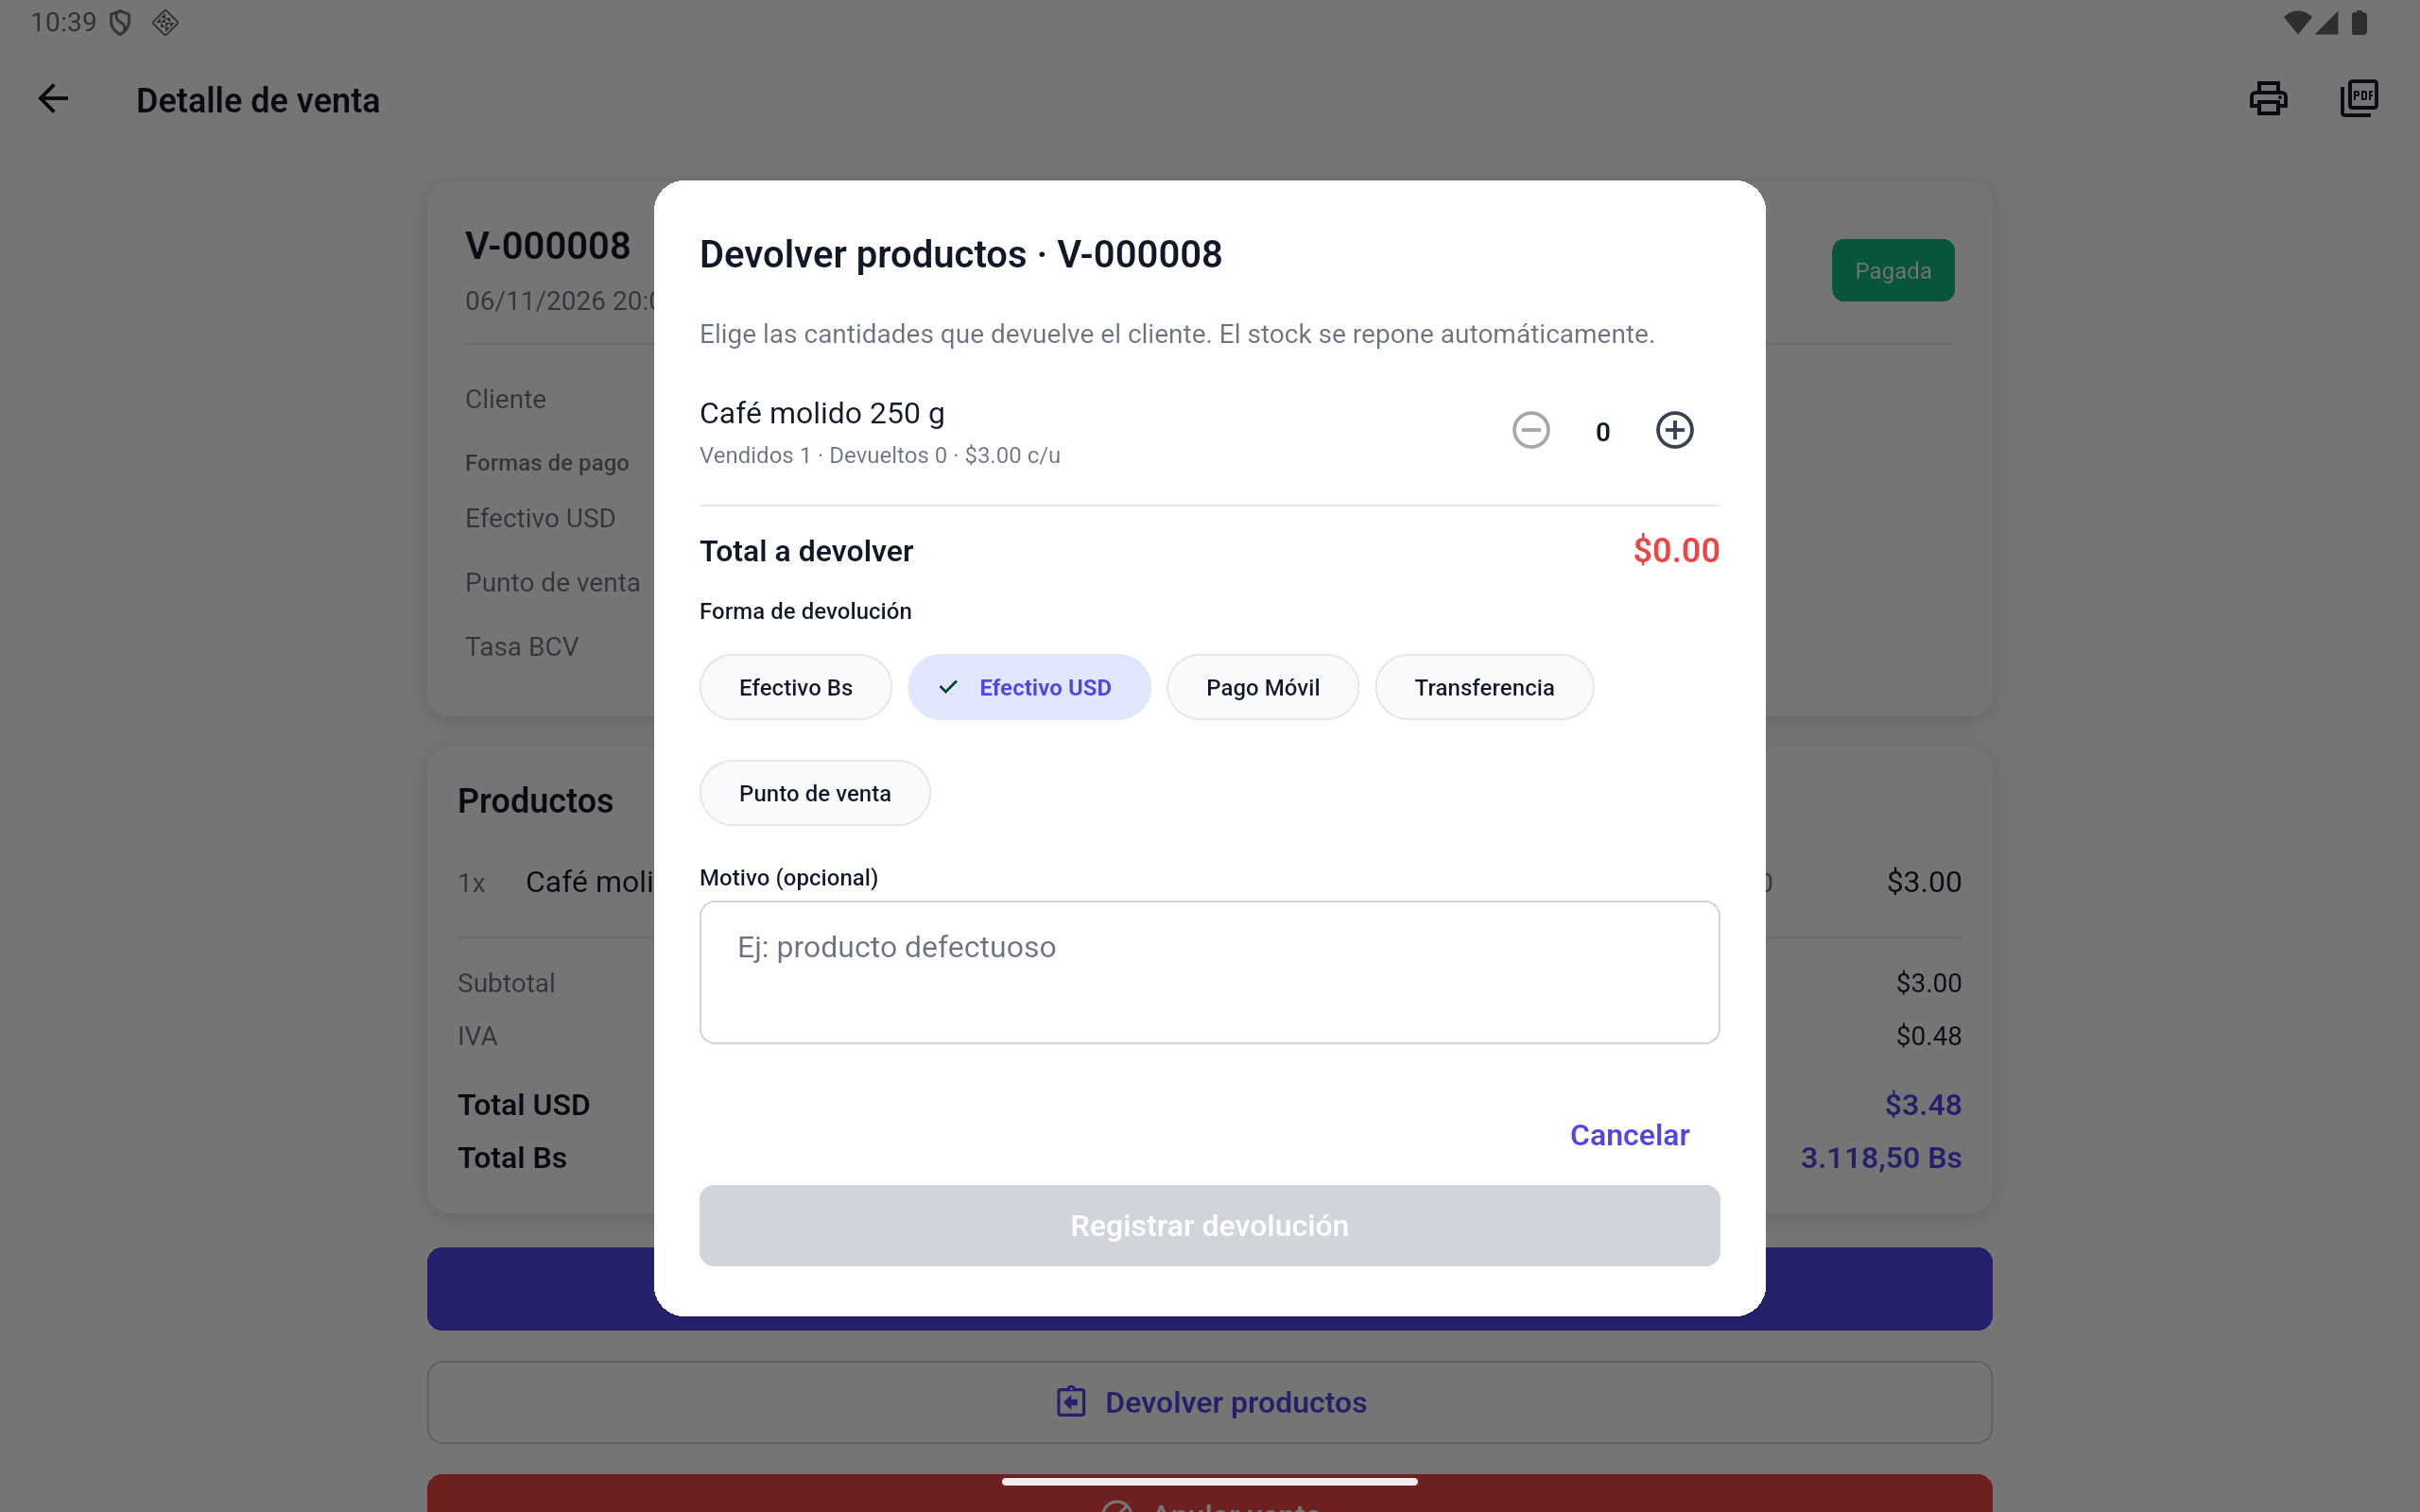 10:39
Detalle de venta
PDF
V-000008
06/11/2026 20:0
Pagada
Cliente
Formas de pago
Efectivo USD
Punto de venta
Tasa BCV
Productos
1x Café moli
$3.00
Subtotal
$3.00
IVA
$0.48
Total USD
$3.48
Total Bs
3.118,50 Bs
Devolver productos · V-000008
Elige las cantidades que devuelve el cliente. El stock se repone automáticamente.
Café molido 250 g
0
Vendidos 1 · Devueltos 0 · $3.00 c/u
Total a devolver
$0.00
Forma de devolución
Efectivo Bs
Efectivo USD
Pago Móvil
Transferencia
Punto de venta
Motivo (opcional)
Ej: producto defectuoso
Cancelar
Registrar devolución
Devolver productos
Anular venta